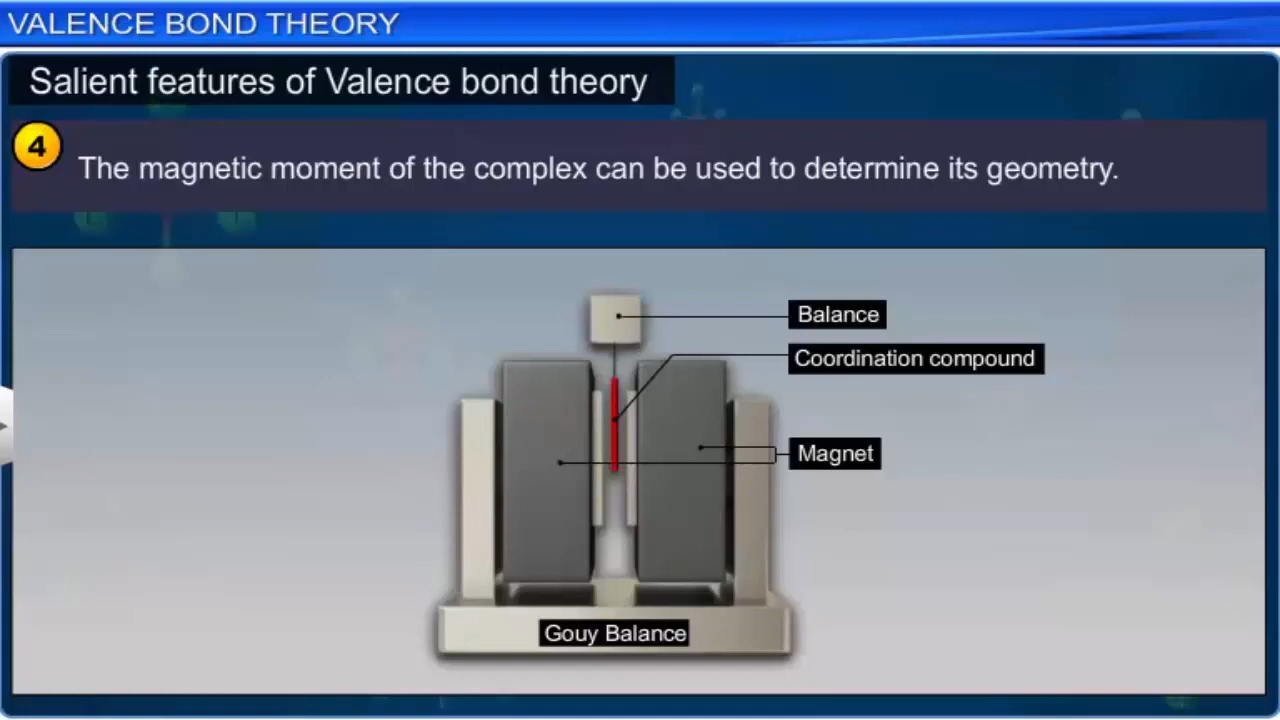 VALENCE BOND THEORY
Salient features of Valence bond theory
4
The magnetic moment of the complex can be used to determine its geometry.
Balance
Coordination compound
Magnet
Gouy Balance